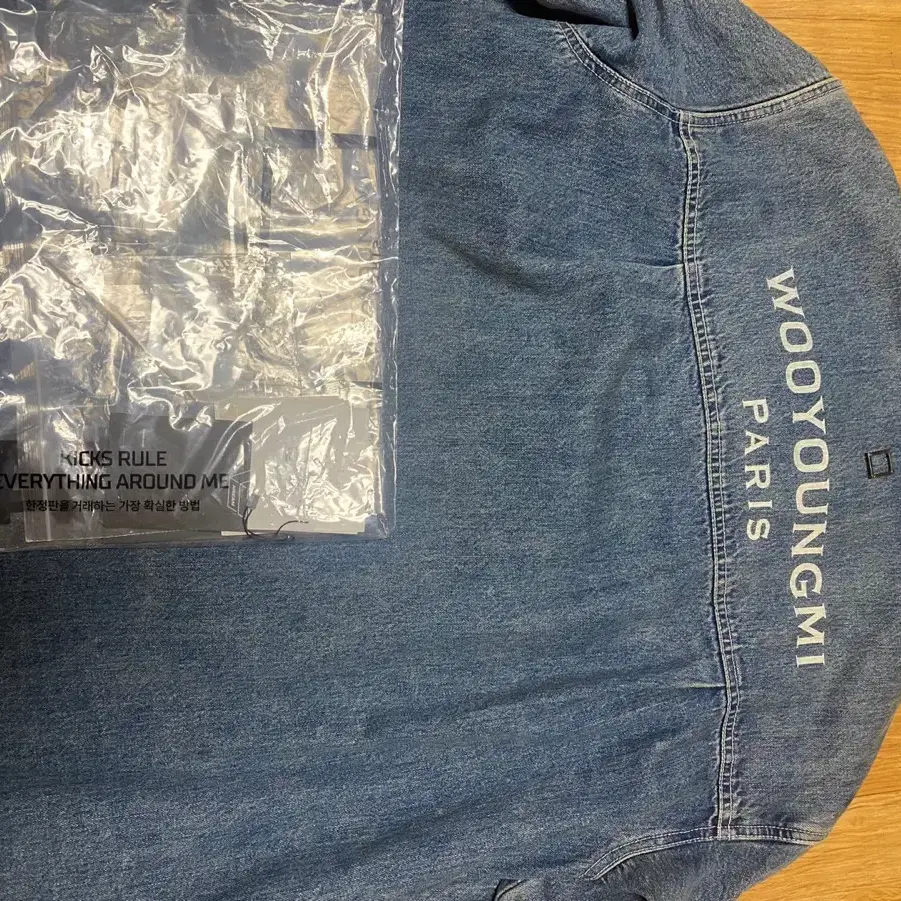 KICKS RULE
EVERYTHING AROUND ME
한정판을 거래하는 가장 확실한 방법
WOOYOUNGMI
PARIS